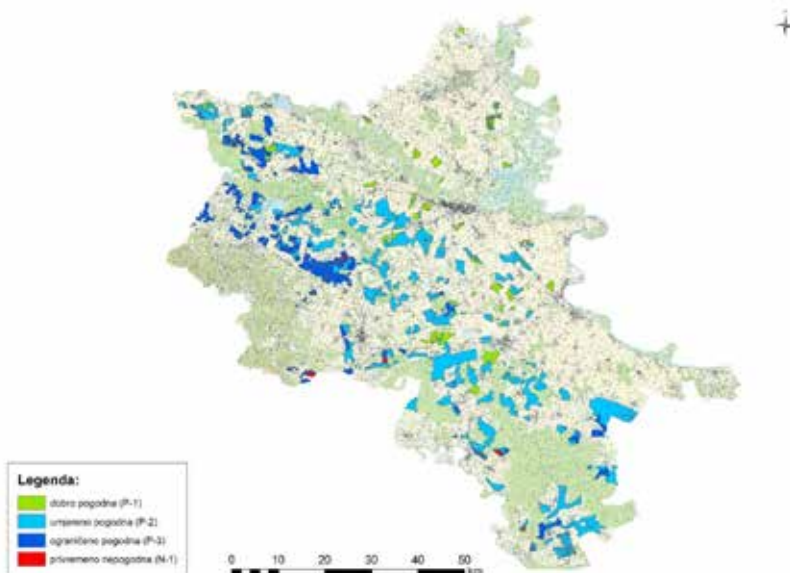 Legenda:
dobro pogodna (P-1)
umjereno pogodna (P-2)
ograničeno pogodna (P-3)
privremeno nepogodna (N-1)
0 10 20 30 40 50
km